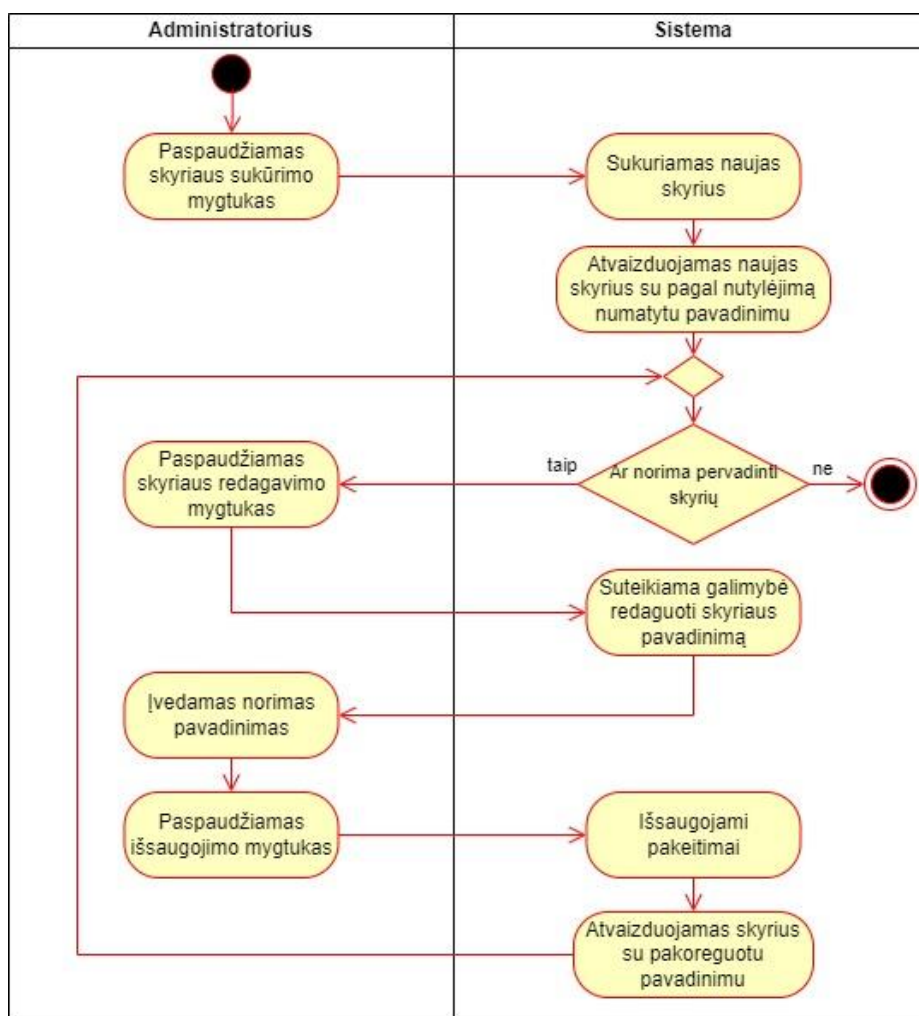 Administratorius
Sistema
Paspaudžiamas
skyriaus sukūrimo
mygtukas
Sukuriamas naujas
skyrius
Atvaizduojamas naujas
skyrius su pagal nutylėjimą
numatytu pavadinimu
Paspaudžiamas
skyriaus redagavimo
mygtukas
taip
Ar norima pervadinti
skyrių
ne
Suteikiama galimybė
redaguoti skyriaus
pavadinimą
Įvedamas norimas
pavadinimas
Paspaudžiamas
išsaugojimo mygtukas
Išsaugojami
pakeitimai
Atvaizduojamas skyrius
su pakoreguotu
pavadinimu